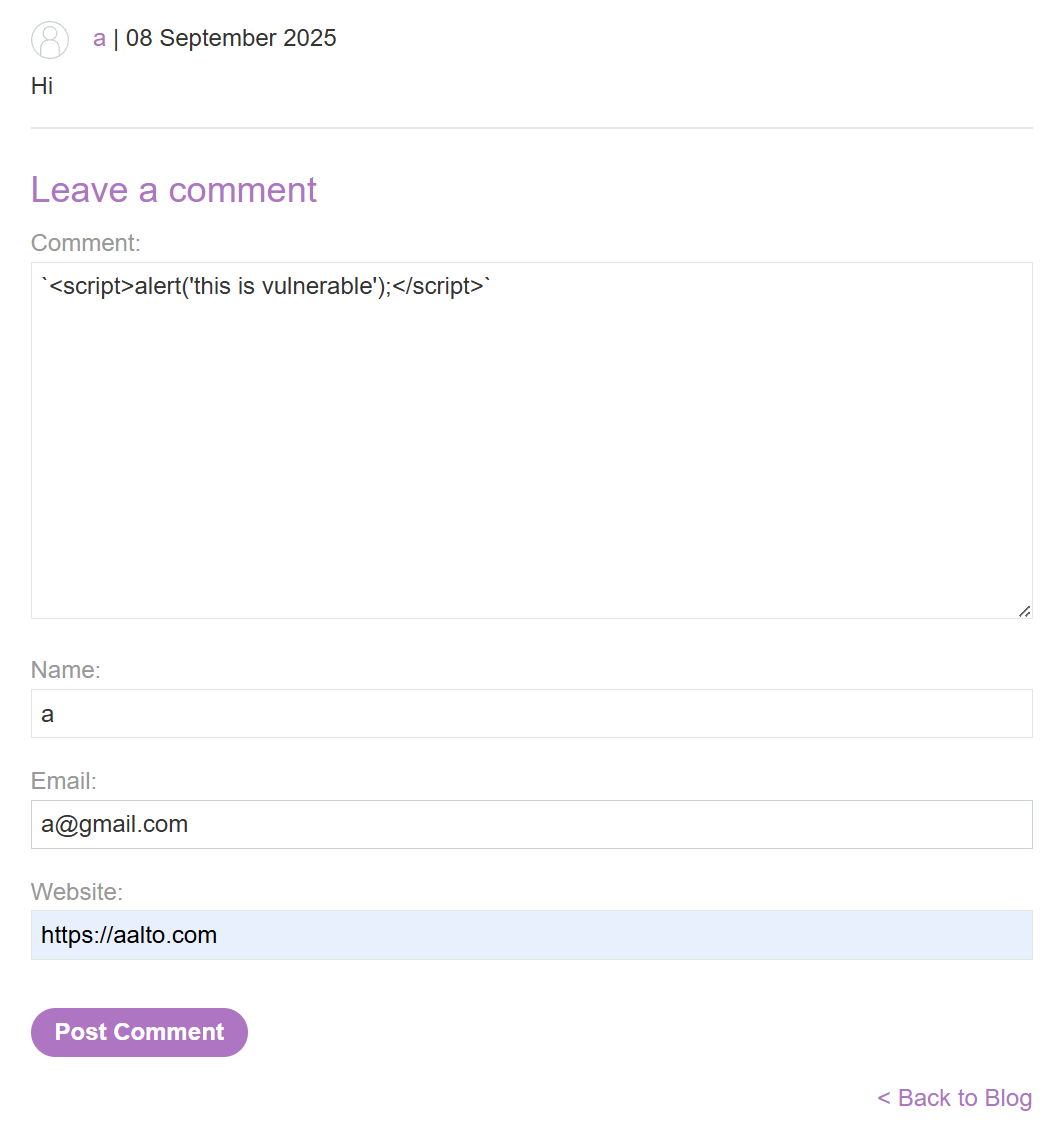 a | 08 September 2025
Hi
Leave a comment
Comment:
`<script>alert('this is vulnerable');</script>`
Name:
a
Email:
a@gmail.com
Website:
https://aalto.com
Post Comment
< Back to Blog